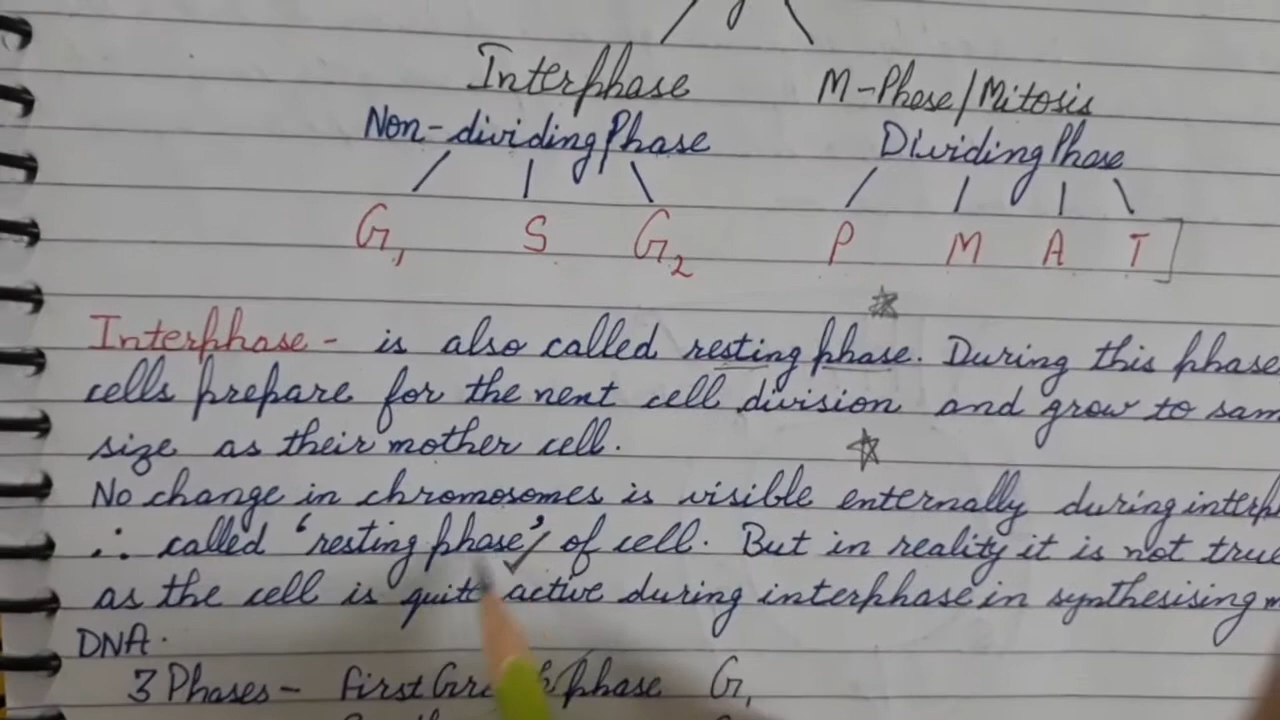 Interphase M-Phase/Mitosis
Non-dividing Phase Dividing Phase
G1 S G2 P M A T
Interphase - is also called resting phase. During this phase
cells prepare for the next cell division and grow to sam
size as their mother cell.
No change in chromosomes is visible externally during interp
∴ called 'resting phase' of cell. But in reality it is not true
as the cell is quite active during interphase in synthesising m
DNA.
3 Phases - First Growth phase G1